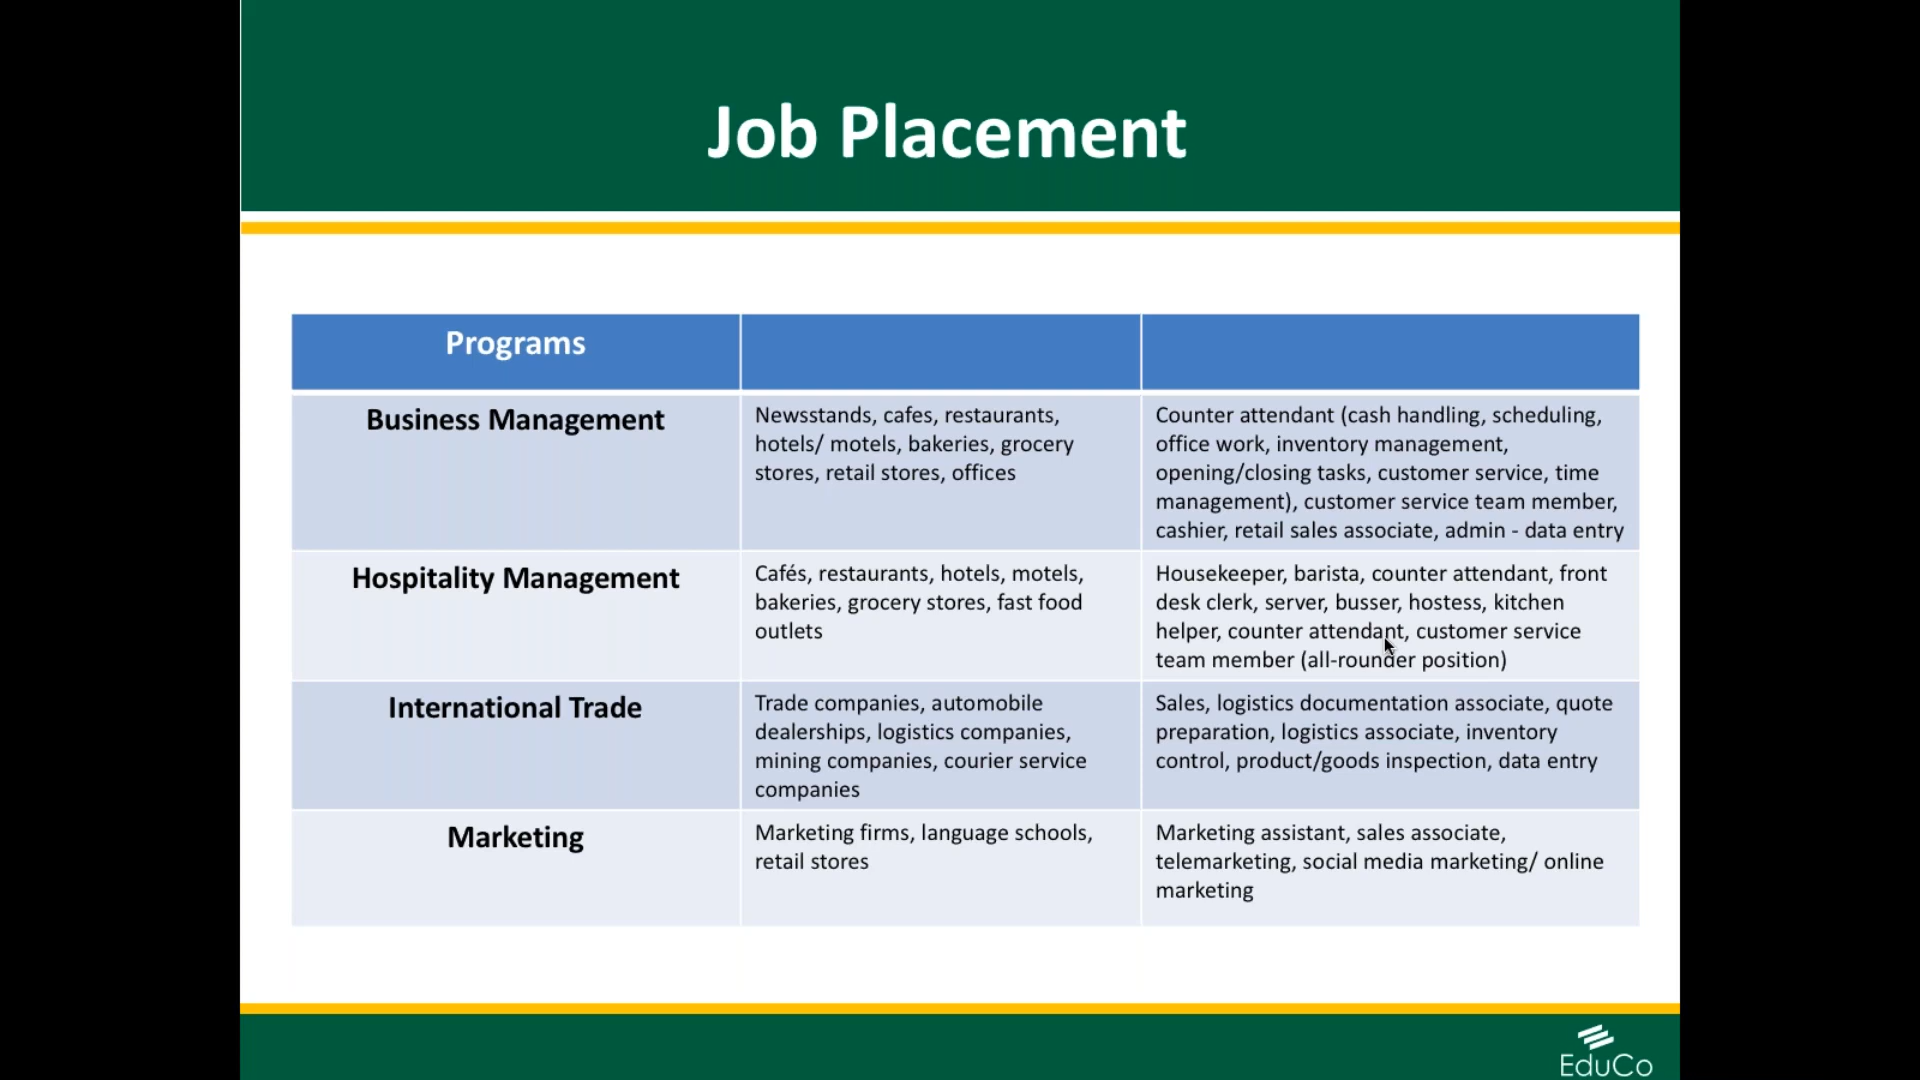 Job Placement
Programs
Business Management
Newsstands, cafes, restaurants,
hotels/ motels, bakeries, grocery
stores, retail stores, offices
Counter attendant (cash handling, scheduling,
office work, inventory management,
opening/closing tasks, customer service, time
management), customer service team member,
cashier, retail sales associate, admin - data entry
Hospitality Management
Cafés, restaurants, hotels, motels,
bakeries, grocery stores, fast food
outlets
Housekeeper, barista, counter attendant, front
desk clerk, server, busser, hostess, kitchen
helper, counter attendant, customer service
team member (all-rounder position)
International Trade
Trade companies, automobile
dealerships, logistics companies,
mining companies, courier service
companies
Sales, logistics documentation associate, quote
preparation, logistics associate, inventory
control, product/goods inspection, data entry
Marketing
Marketing firms, language schools,
retail stores
Marketing assistant, sales associate,
telemarketing, social media marketing/ online
marketing
EduCo